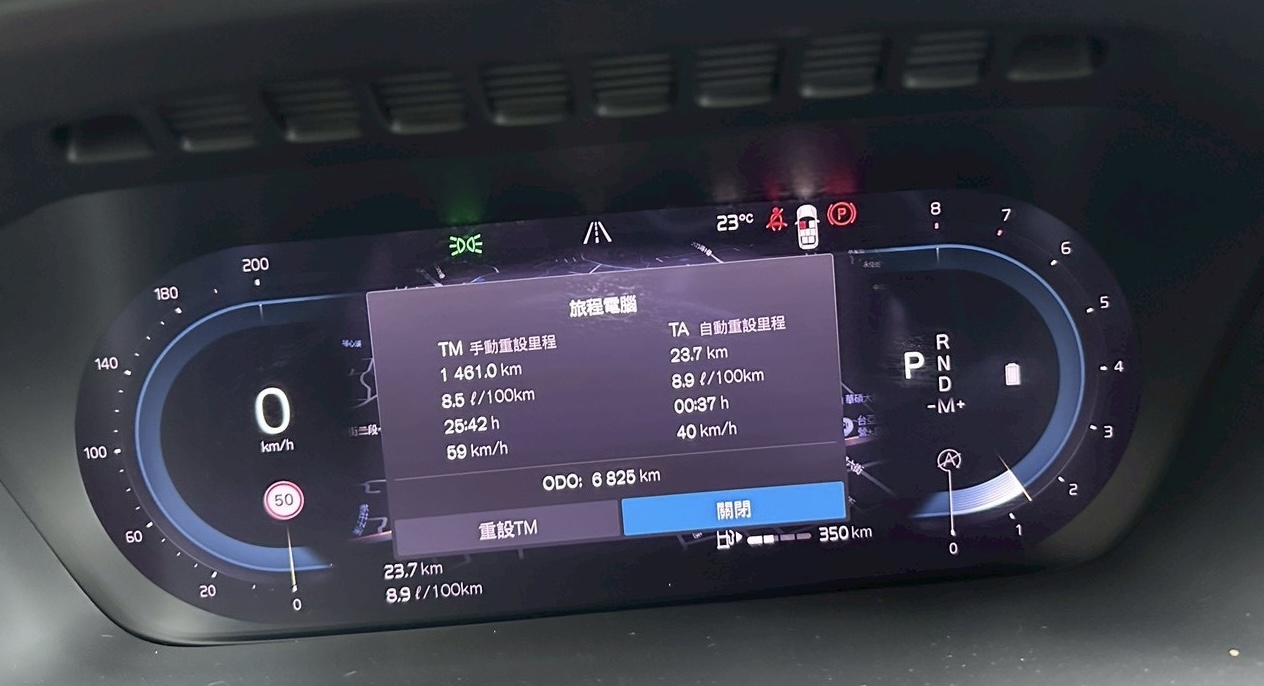 23°C
P
200
180
140
100
60
20
0
0
km/h
50
旅程電腦
TM 手動重設里程
1 461.0 km
8.5 ℓ/100km
25:42 h
59 km/h
TA 自動重設里程
23.7 km
8.9 ℓ/100km
00:37 h
40 km/h
ODO: 6 825 km
重設TM
關閉
350 km
23.7 km
8.9 ℓ/100km
P
R
N
D
-M+
A
8
7
6
5
4
3
2
1
0